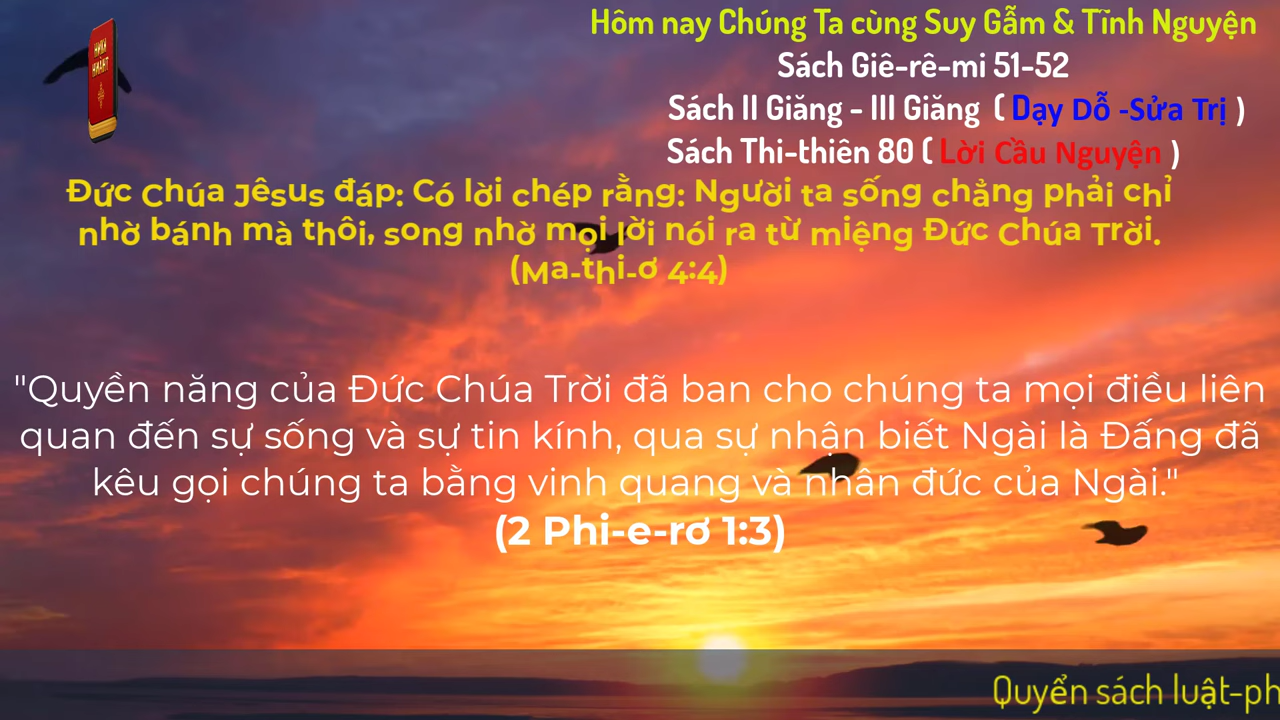 Hôm nay Chúng Ta cùng Suy Gẫm & Tĩnh Nguyện
Sách Giê-rê-mi 51-52
Sách II Giăng - III Giăng ( Dạy Dỗ -Sửa Trị )
Sách Thi-thiên 80 ( Lời Cầu Nguyện )
Đức Chúa Jêsus đáp: Có lời chép rằng: Người ta sống chẳng phải chỉ
nhờ bánh mà thôi, song nhờ mọi lời nói ra từ miệng Đức Chúa Trời.
(Ma-thi-ơ 4:4)
"Quyền năng của Đức Chúa Trời đã ban cho chúng ta mọi điều liên
quan đến sự sống và sự tin kính, qua sự nhận biết Ngài là Đấng đã
kêu gọi chúng ta bằng vinh quang và nhân đức của Ngài."
(2 Phi-e-rơ 1:3)
Quyển sách luật-ph